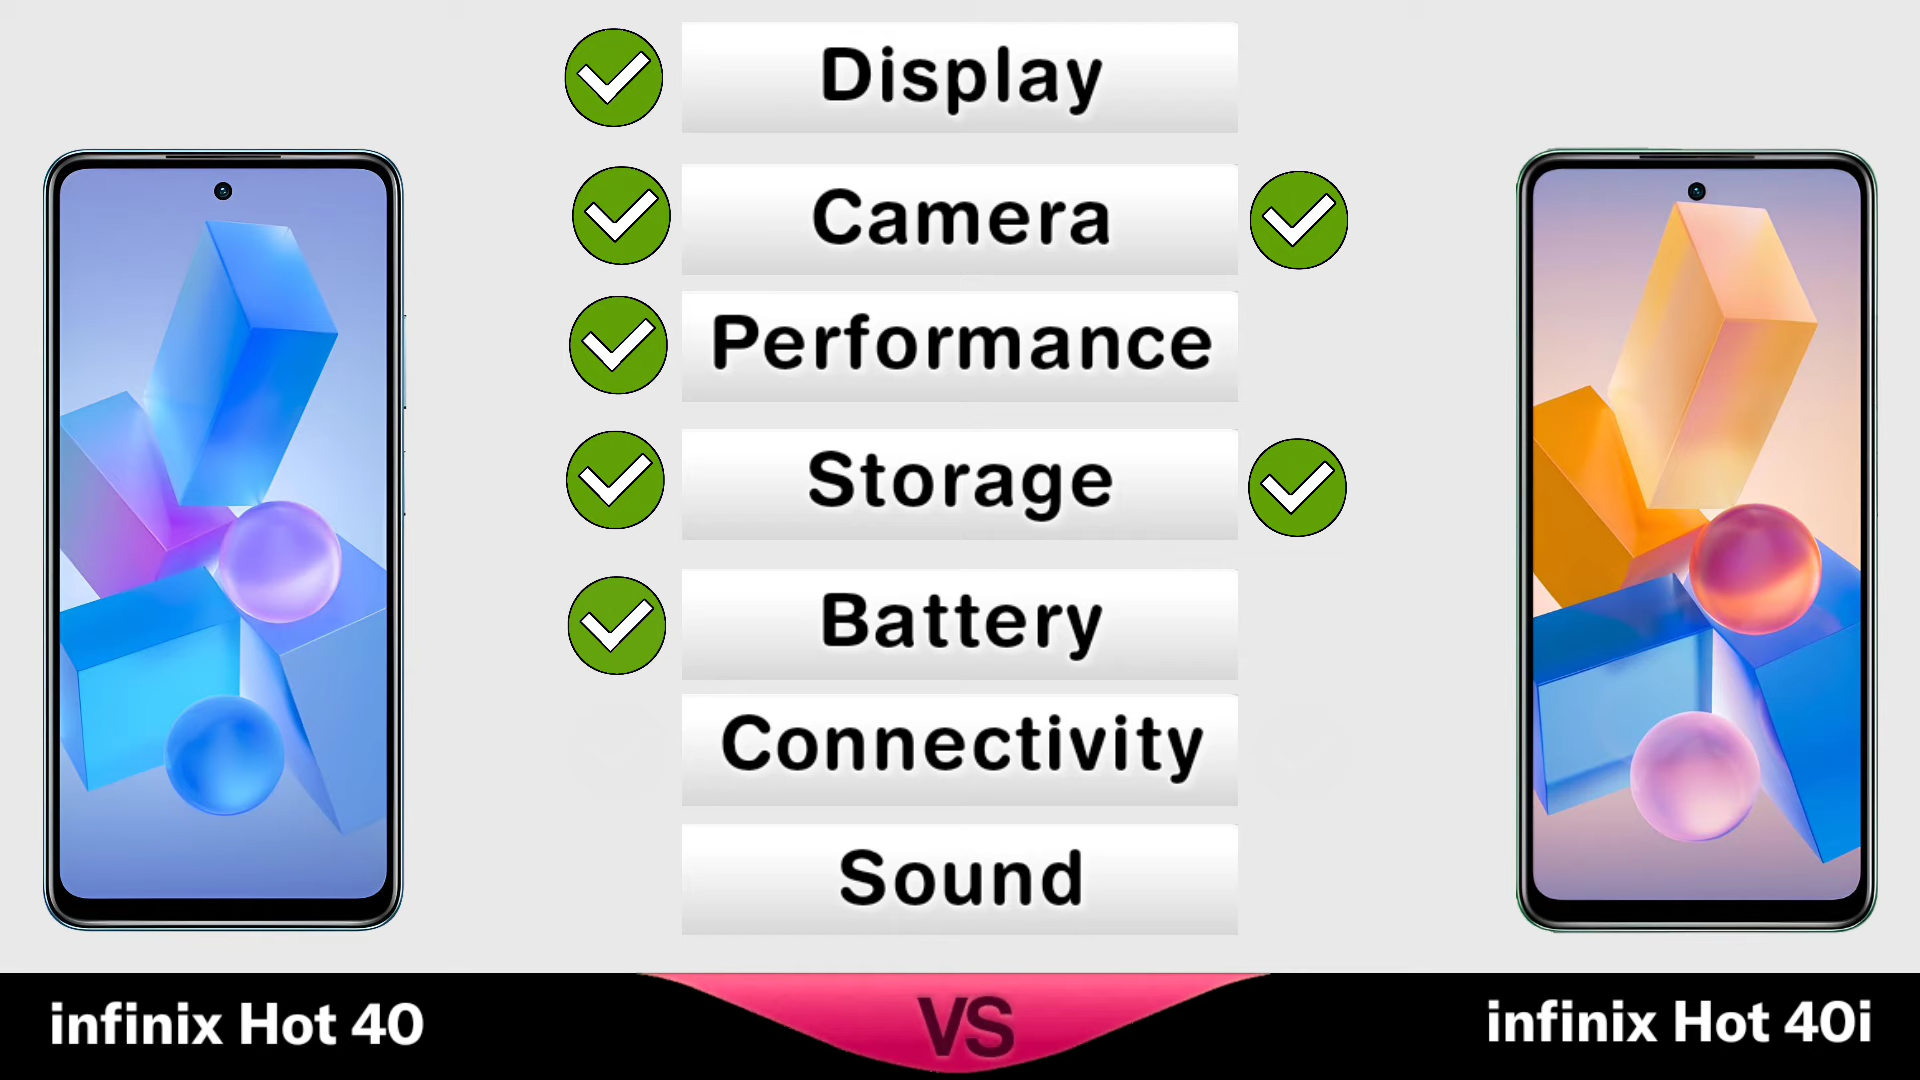 Display
Camera
Performance
Storage
Battery
Connectivity
Sound
infinix Hot 40
VS
infinix Hot 40i